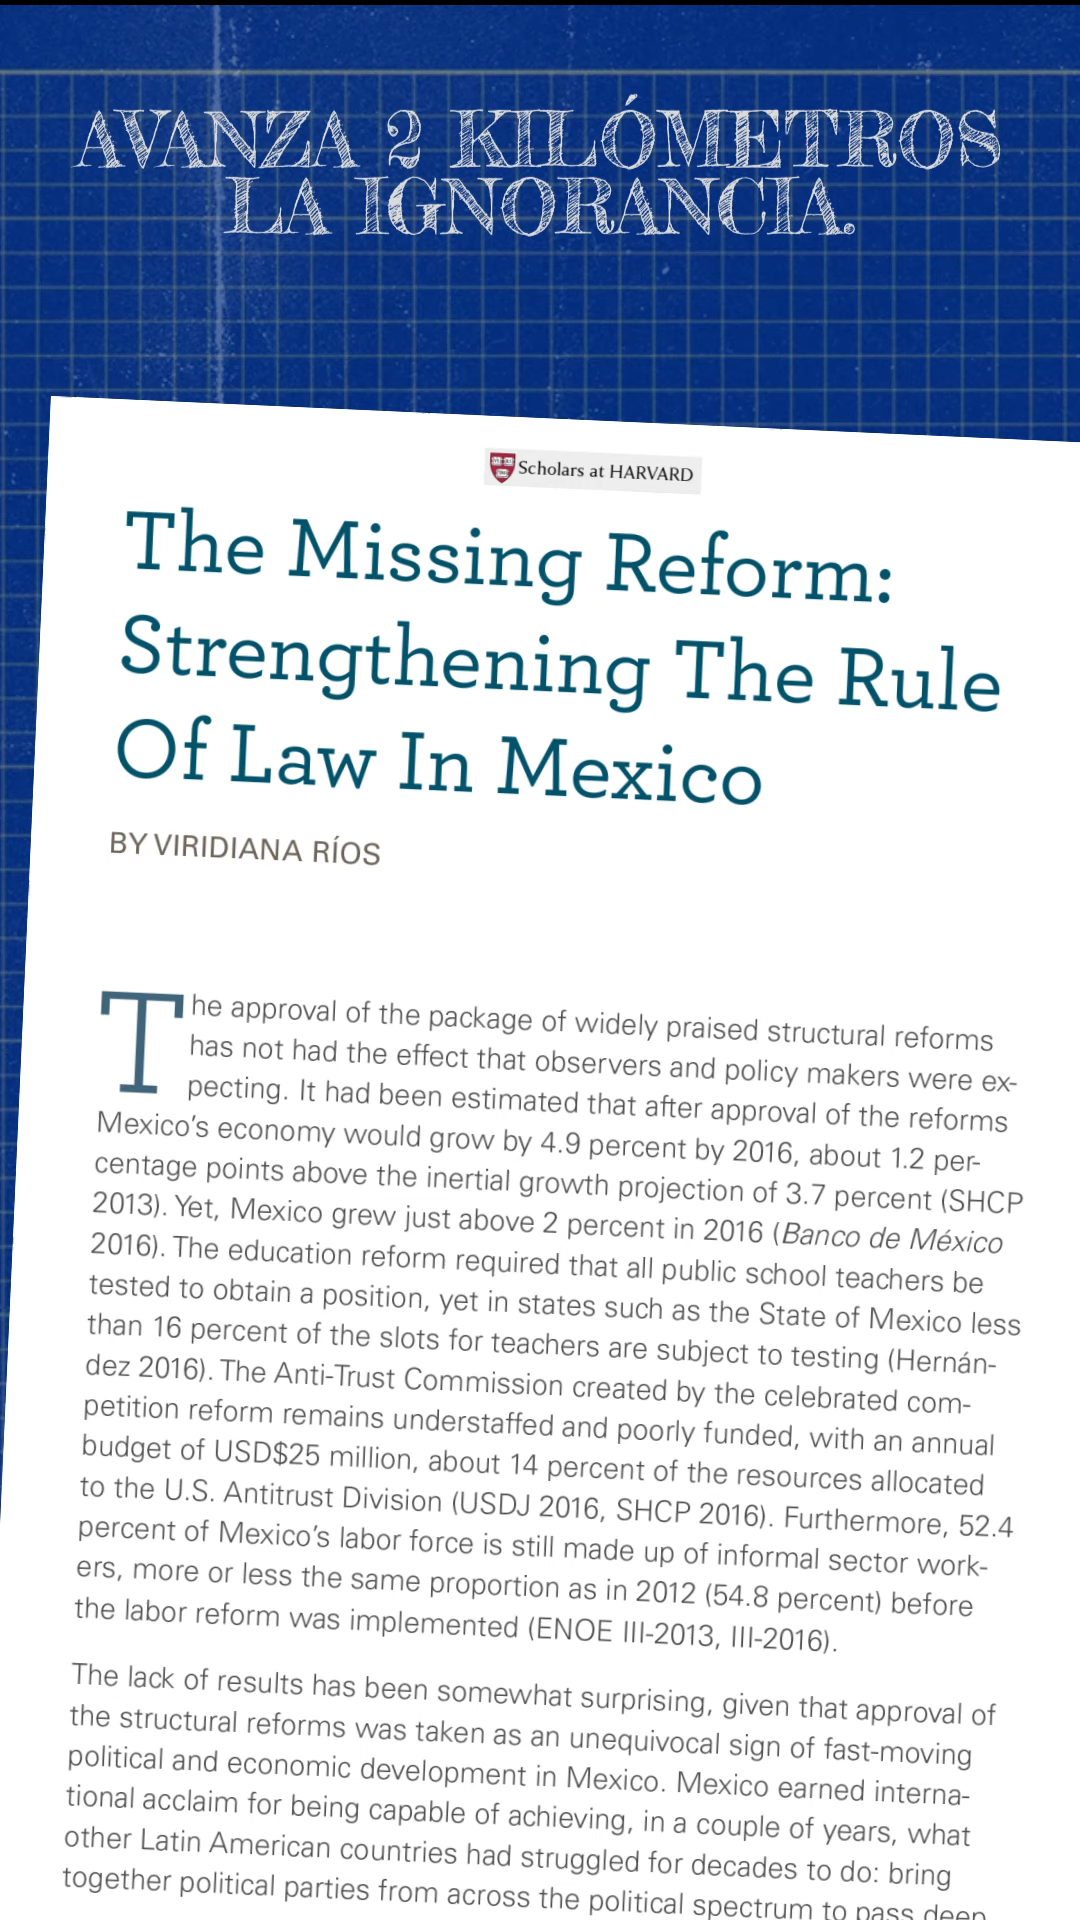 AVANZA 2 KILÓMETROS
LA IGNORANCIA.
Scholars at HARVARD
The Missing Reform:
Strengthening The Rule
Of Law In Mexico
BY VIRIDIANA RÍOS
The approval of the package of widely praised structural reforms
has not had the effect that observers and policy makers were ex-
pecting. It had been estimated that after approval of the reforms
Mexico’s economy would grow by 4.9 percent by 2016, about 1.2 per-
centage points above the inertial growth projection of 3.7 percent (SHCP
2013). Yet, Mexico grew just above 2 percent in 2016 (Banco de México
2016). The education reform required that all public school teachers be
tested to obtain a position, yet in states such as the State of Mexico less
than 16 percent of the slots for teachers are subject to testing (Hernán-
dez 2016). The Anti-Trust Commission created by the celebrated com-
petition reform remains understaffed and poorly funded, with an annual
budget of USD$25 million, about 14 percent of the resources allocated
to the U.S. Antitrust Division (USDJ 2016, SHCP 2016). Furthermore, 52.4
percent of Mexico’s labor force is still made up of informal sector work-
ers, more or less the same proportion as in 2012 (54.8 percent) before
the labor reform was implemented (ENOE III-2013, III-2016).
The lack of results has been somewhat surprising, given that approval of
the structural reforms was taken as an unequivocal sign of fast-moving
political and economic development in Mexico. Mexico earned interna-
tional acclaim for being capable of achieving, in a couple of years, what
other Latin American countries had struggled for decades to do: bring
together political parties from across the political spectrum to pass deep